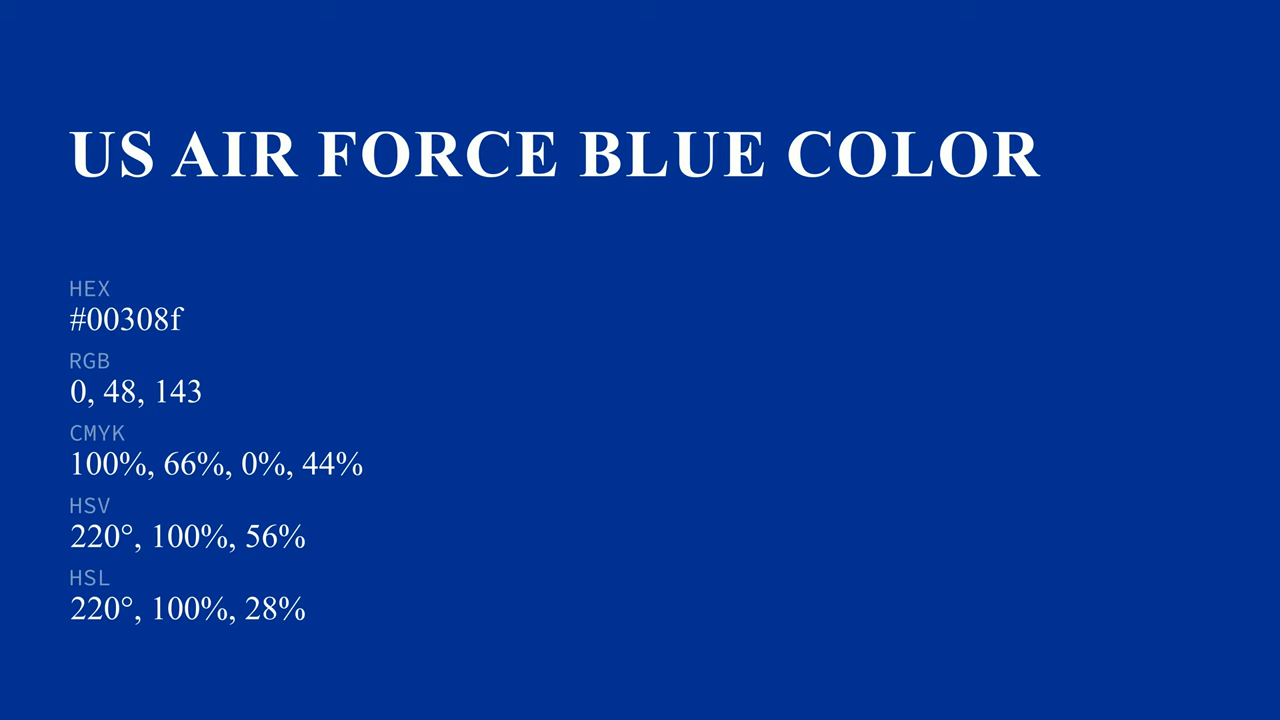 US AIR FORCE BLUE COLOR
HEX
#00308f
RGB
0, 48, 143
CMYK
100%, 66%, 0%, 44%
HSV
220°, 100%, 56%
HSL
220°, 100%, 28%